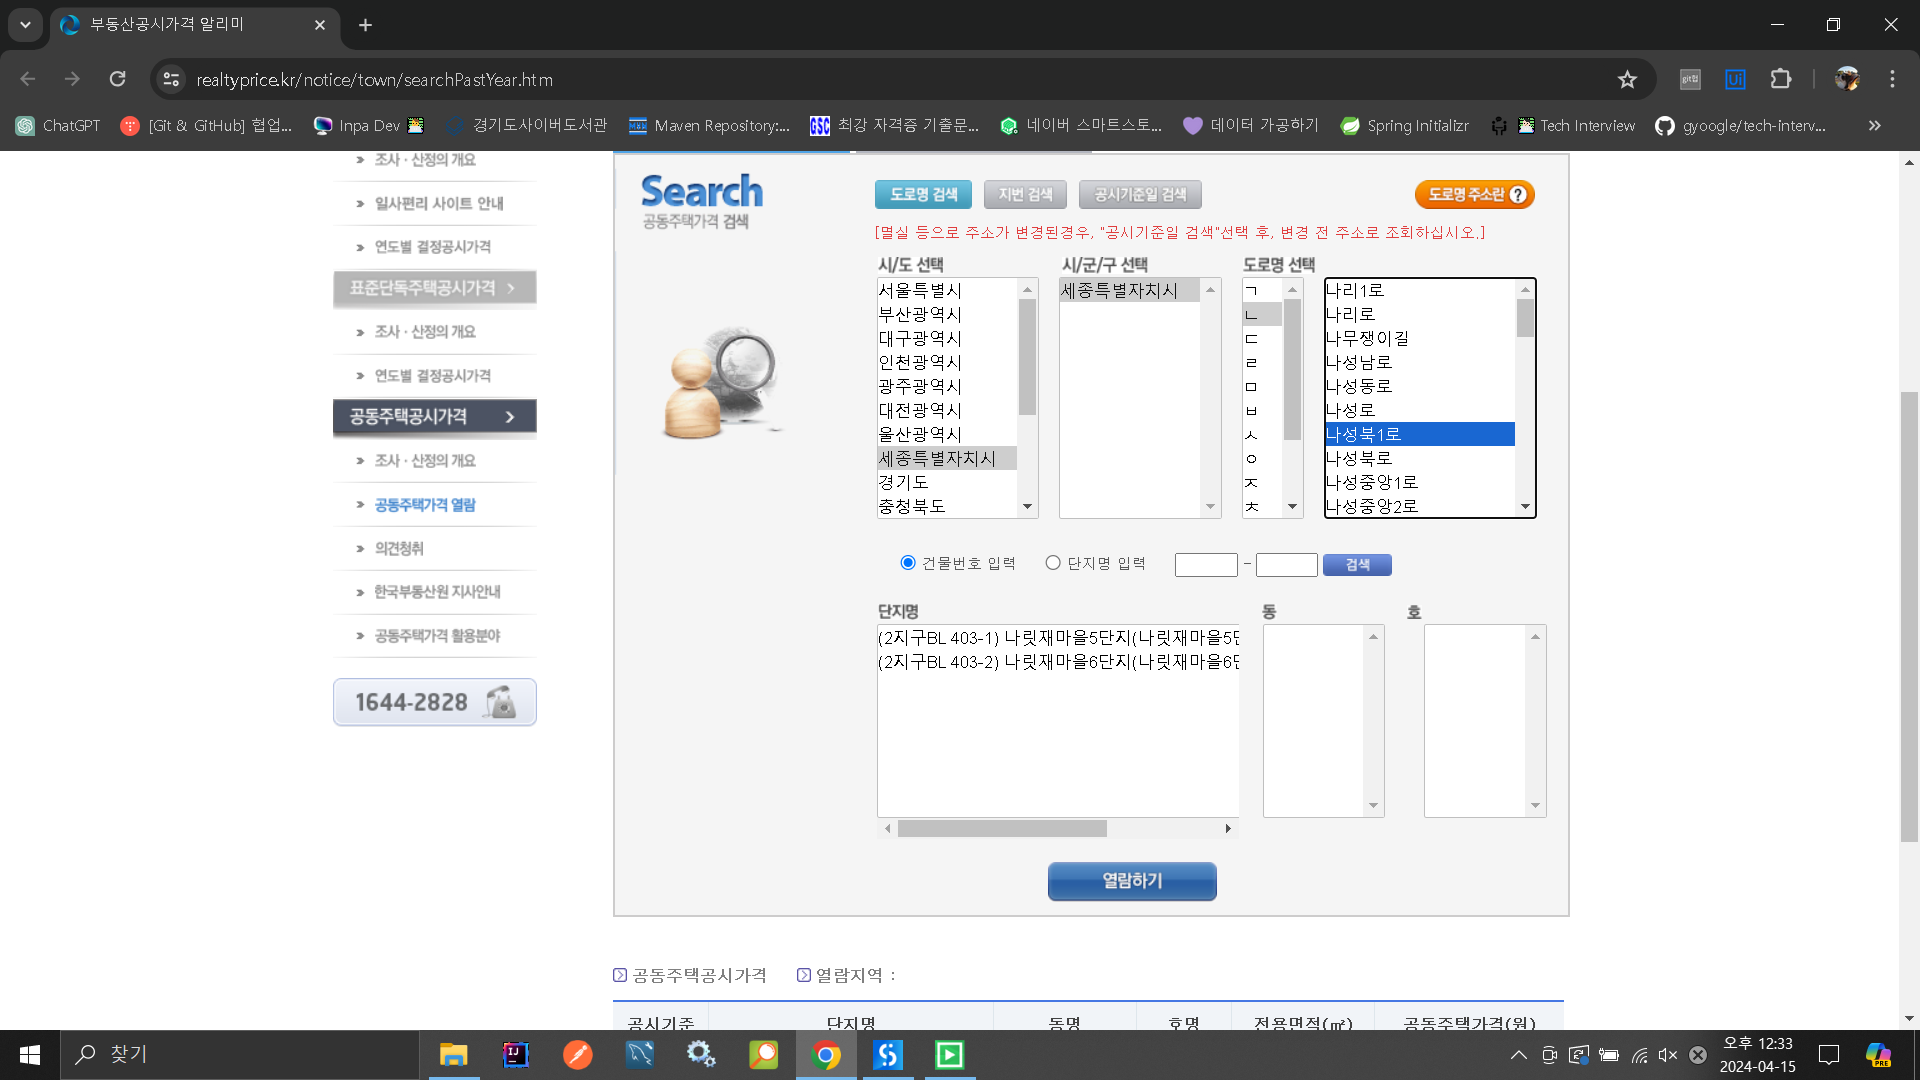 부동산공시가격 알리미
realtyprice.kr/notice/town/searchPastYear.htm
ChatGPT
[Git & GitHub] 협업...
Inpa Dev
경기도사이버도서관
Maven Repository:...
최강 자격증 기출문...
네이버 스마트스토...
데이터 가공하기
Spring Initializr
Tech Interview
gyoogle/tech-interv...
조사ㆍ산정의 개요
일사편리 사이트 안내
연도별 결정공시가격
표준단독주택공시가격
조사ㆍ산정의 개요
연도별 결정공시가격
공동주택공시가격
조사ㆍ산정의 개요
공동주택가격 열람
의견청취
한국부동산원 지사안내
공동주택가격 활용분야
1644-2828
Search
공동주택가격 검색
도로명 검색
지번 검색
공시기준일 검색
도로명 주소란 ?
[멸실 등으로 주소가 변경된경우, "공시기준일 검색"선택 후, 변경 전 주소로 조회하십시오.]
시/도 선택
서울특별시
부산광역시
대구광역시
인천광역시
광주광역시
대전광역시
울산광역시
세종특별자치시
경기도
충청북도
시/군/구 선택
세종특별자치시
도로명 선택
ㄱ
ㄴ
ㄷ
ㄹ
ㅁ
ㅂ
ㅅ
ㅇ
ㅈ
ㅊ
나리1로
나리로
나무쟁이길
나성남로
나성동로
나성로
나성북1로
나성북로
나성중앙1로
나성중앙2로
건물번호 입력
단지명 입력
-
검색
단지명
(2지구BL 403-1) 나릿재마을5단지(나릿재마을5단
(2지구BL 403-2) 나릿재마을6단지(나릿재마을6단
동
호
열람하기
공동주택공시가격
열람지역 :
공시기준
단지명
동명
호명
전용면적(㎡)
공동주택가격(원)
찾기
오후 12:33
2024-04-15